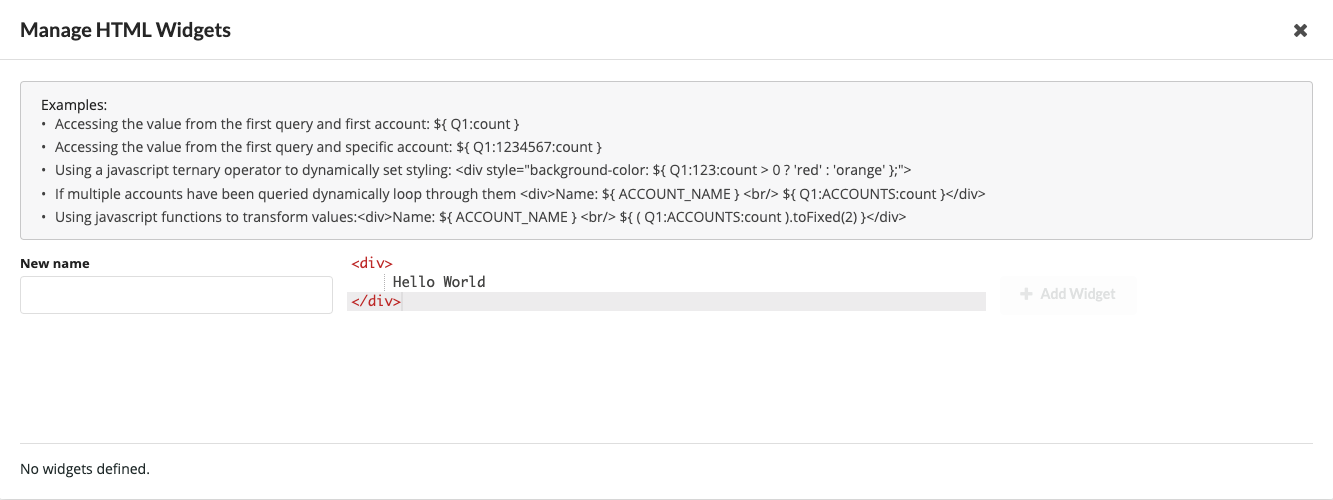 Manage HTML Widgets
Examples:
• Accessing the value from the first query and first account: ${ Q1:count }
• Accessing the value from the first query and specific account: ${ Q1:1234567:count }
• Using a javascript ternary operator to dynamically set styling: <div style="background-color: ${ Q1:123:count > 0 ? 'red' : 'orange' };">
• If multiple accounts have been queried dynamically loop through them <div>Name: ${ ACCOUNT_NAME } <br/> ${ Q1:ACCOUNTS:count }</div>
• Using javascript functions to transform values:<div>Name: ${ ACCOUNT_NAME } <br/> ${ ( Q1:ACCOUNTS:count ).toFixed(2) }</div>
New name
<div>
Hello World
</div>
Add Widget
No widgets defined.